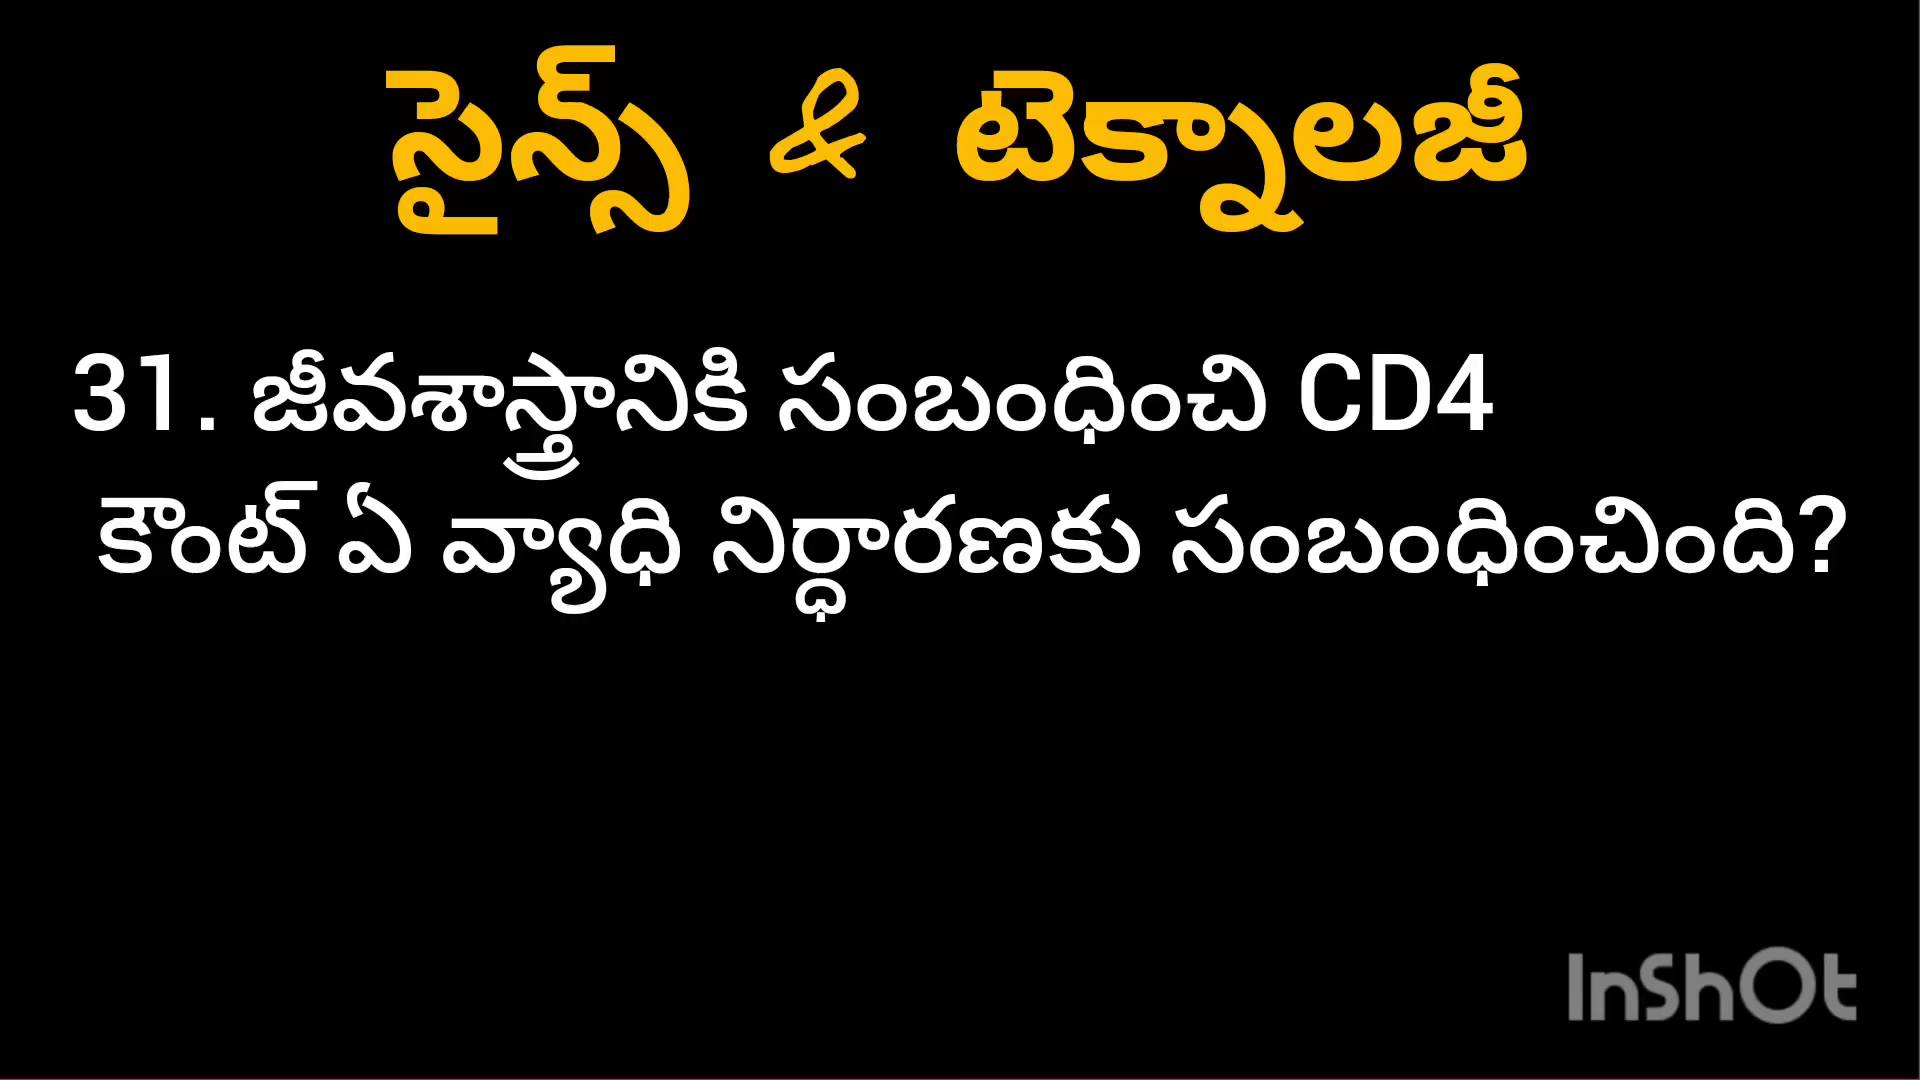 సైన్స్ & టెక్నాలజీ
31. జీవశాస్త్రానికి సంబంధించి CD4
కౌంట్ ఏ వ్యాధి నిర్ధారణకు సంబంధించింది?
InShOt